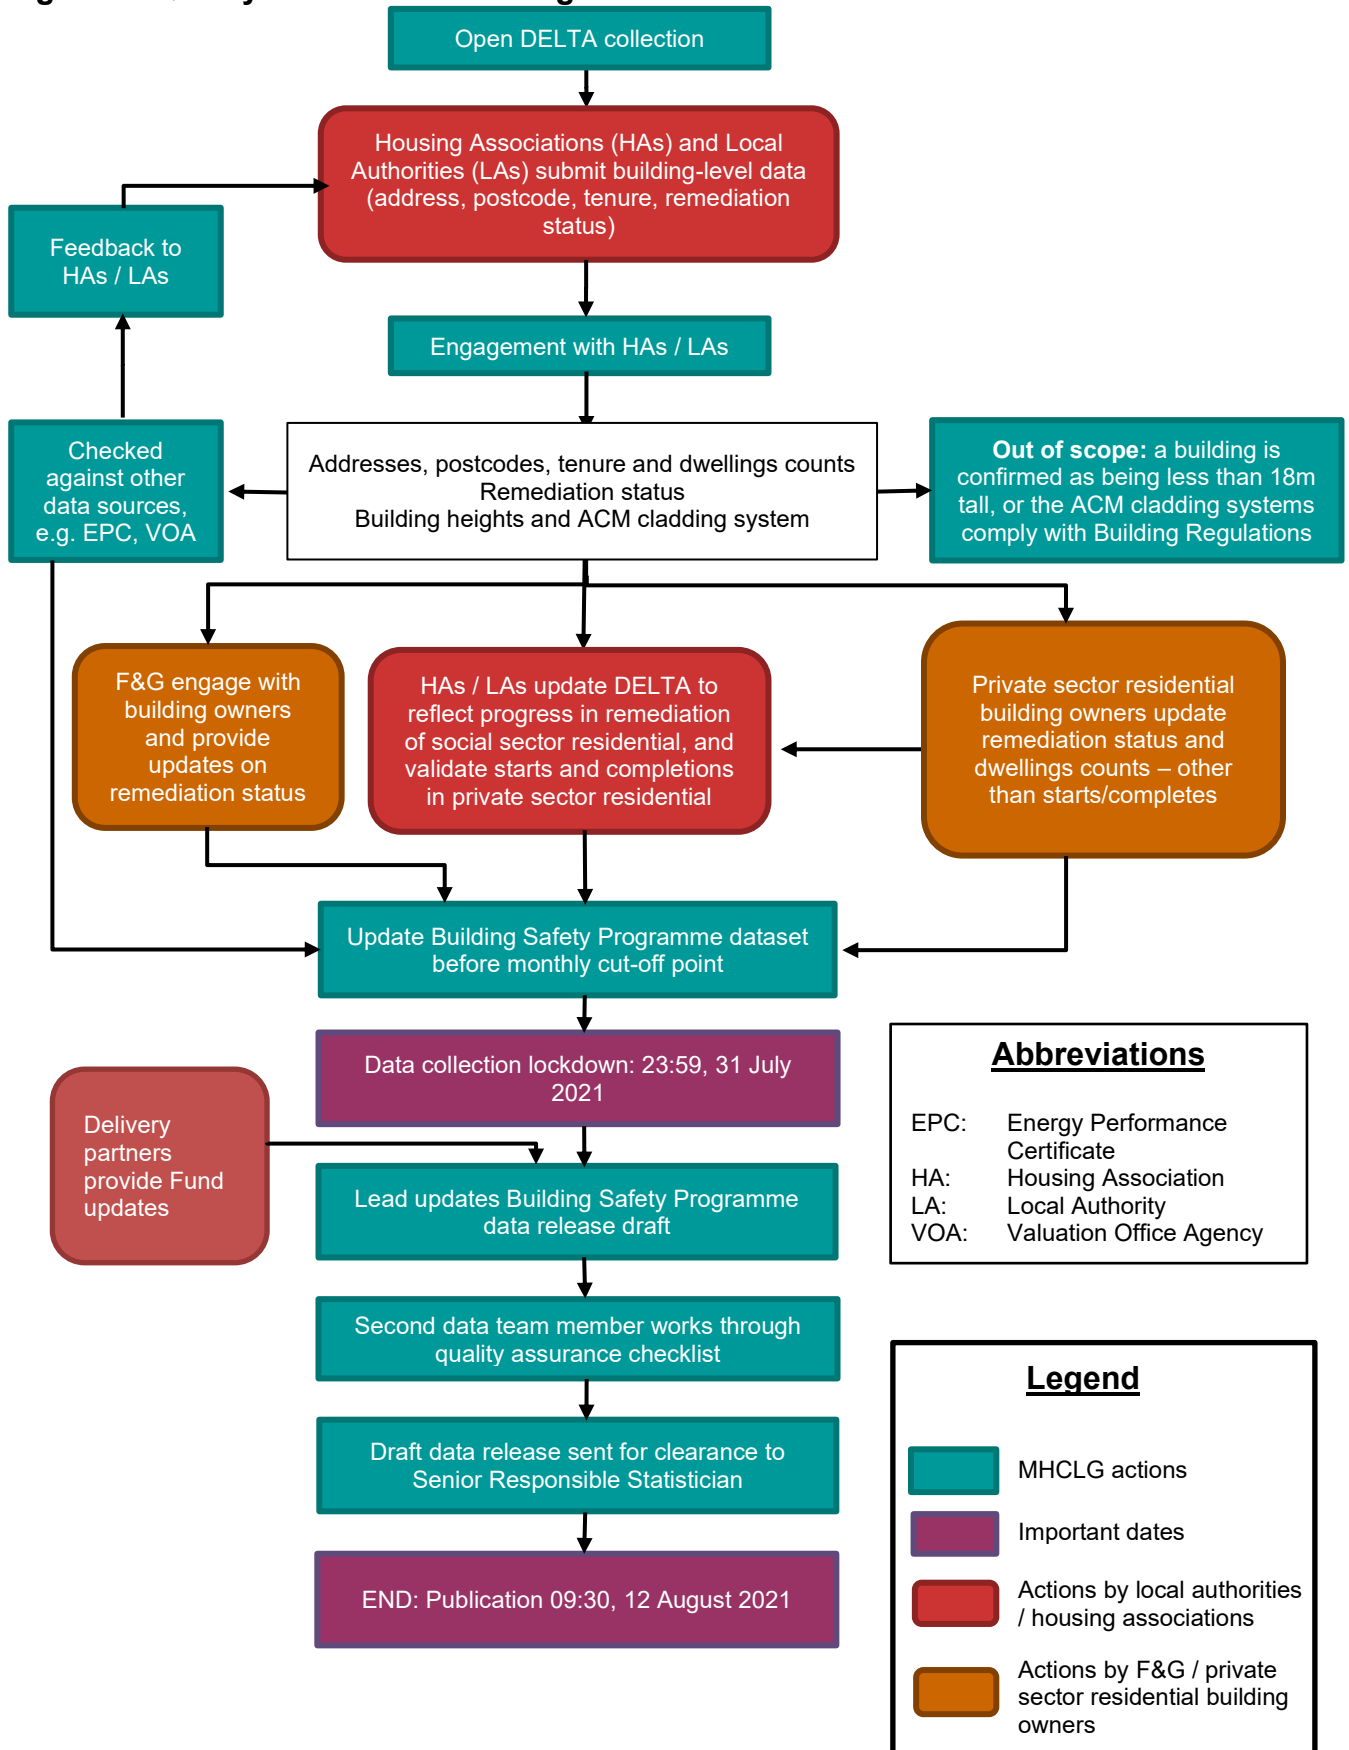 Open DELTA collection
Housing Associations (HAs) and Local
Authorities (LAs) submit building-level data
(address, postcode, tenure, remediation
status)
Feedback to
HAs / LAs
Engagement with HAs / LAs
Checked
against other
data sources,
e.g. EPC, VOA
Addresses, postcodes, tenure and dwellings counts
Remediation status
Building heights and ACM cladding system
Out of scope: a building is
confirmed as being less than 18m
tall, or the ACM cladding systems
comply with Building Regulations
F&G engage with
building owners
and provide
updates on
remediation status
HAs / LAs update DELTA to
reflect progress in remediation
of social sector residential, and
validate starts and completions
in private sector residential
Private sector residential
building owners update
remediation status and
dwellings counts – other
than starts/completes
Update Building Safety Programme dataset
before monthly cut-off point
Data collection lockdown: 23:59, 31 July
2021
Delivery
partners
provide Fund
updates
Lead updates Building Safety Programme
data release draft
Second data team member works through
quality assurance checklist
Draft data release sent for clearance to
Senior Responsible Statistician
END: Publication 09:30, 12 August 2021
Abbreviations
EPC: Energy Performance
Certificate
HA: Housing Association
LA: Local Authority
VOA: Valuation Office Agency
Legend
MHCLG actions
Important dates
Actions by local authorities
/ housing associations
Actions by F&G / private
sector residential building
owners